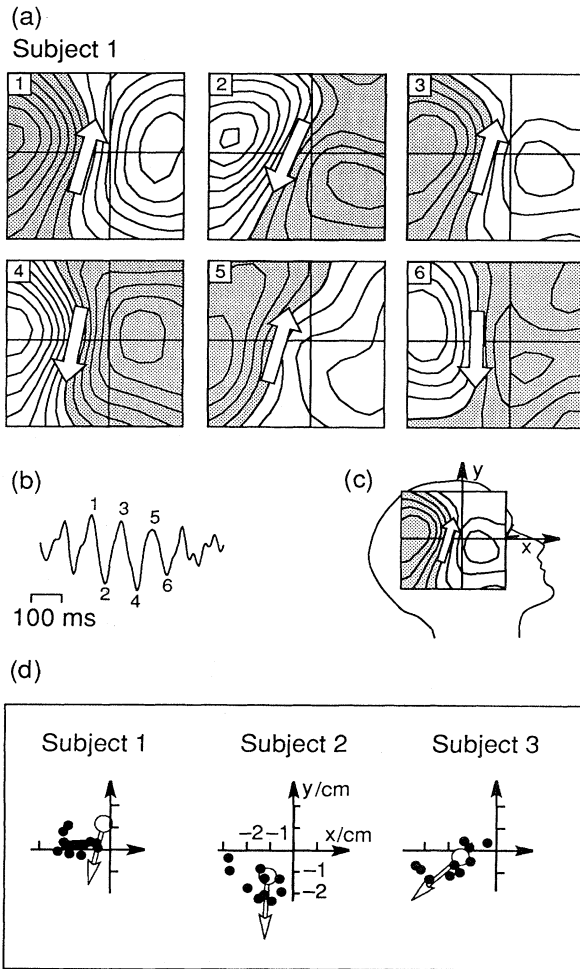 (a)
Subject 1
1
2
3
4
5
6
(b)
1 3 5
2 4 6
100 ms
(c)
y
x
(d)
Subject 1 Subject 2 Subject 3
y/cm
−2 −1 x/cm
−1
−2